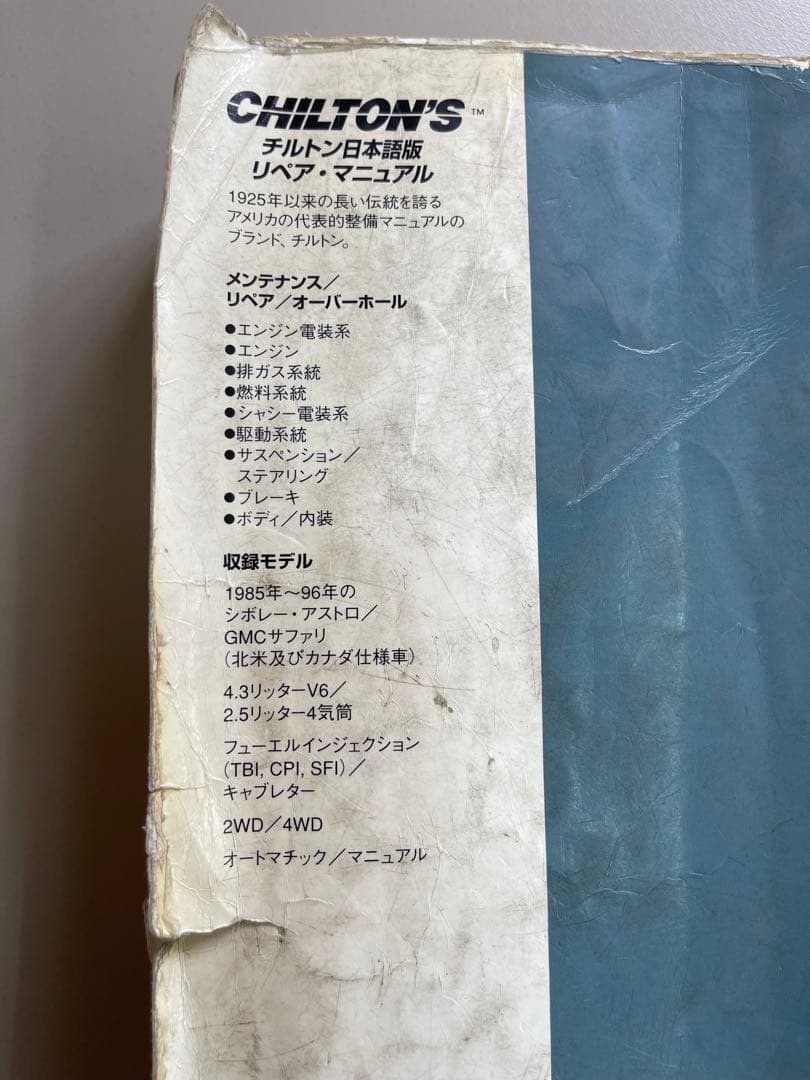 CHILTON'S™
チルトン日本語版
リペア・マニュアル
1925年以来の長い伝統を誇る
アメリカの代表的整備マニュアルの
ブランド、チルトン。
メンテナンス／
リペア／オーバーホール
●エンジン電装系
●エンジン
●排ガス系統
●燃料系統
●シャシー電装系
●駆動系統
●サスペンション／
ステアリング
●ブレーキ
●ボディ／内装
収録モデル
1985年〜96年の
シボレー・アストロ／
GMCサファリ
（北米及びカナダ仕様車）
4.3リッターV6／
2.5リッター4気筒
フューエルインジェクション
（TBI, CPI, SFI）／
キャブレター
2WD／4WD
オートマチック／マニュアル